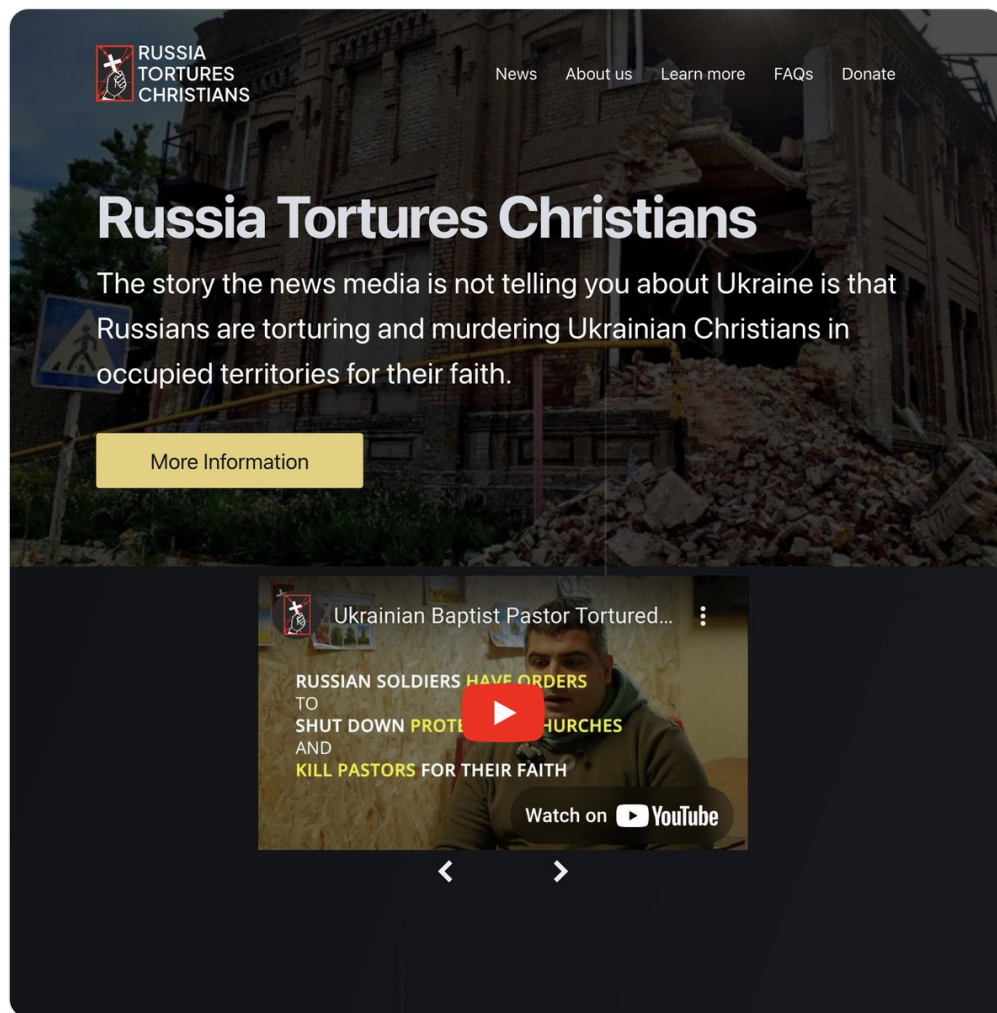 RUSSIA
TORTURES
CHRISTIANS
News About us Learn more FAQs Donate
Russia Tortures Christians
The story the news media is not telling you about Ukraine is that
Russians are torturing and murdering Ukrainian Christians in
occupied territories for their faith.
More Information
Ukrainian Baptist Pastor Tortured...
RUSSIAN SOLDIERS HAVE ORDERS
TO
SHUT DOWN
AND
KILL PASTORS FOR THEIR FAITH
Watch on YouTube